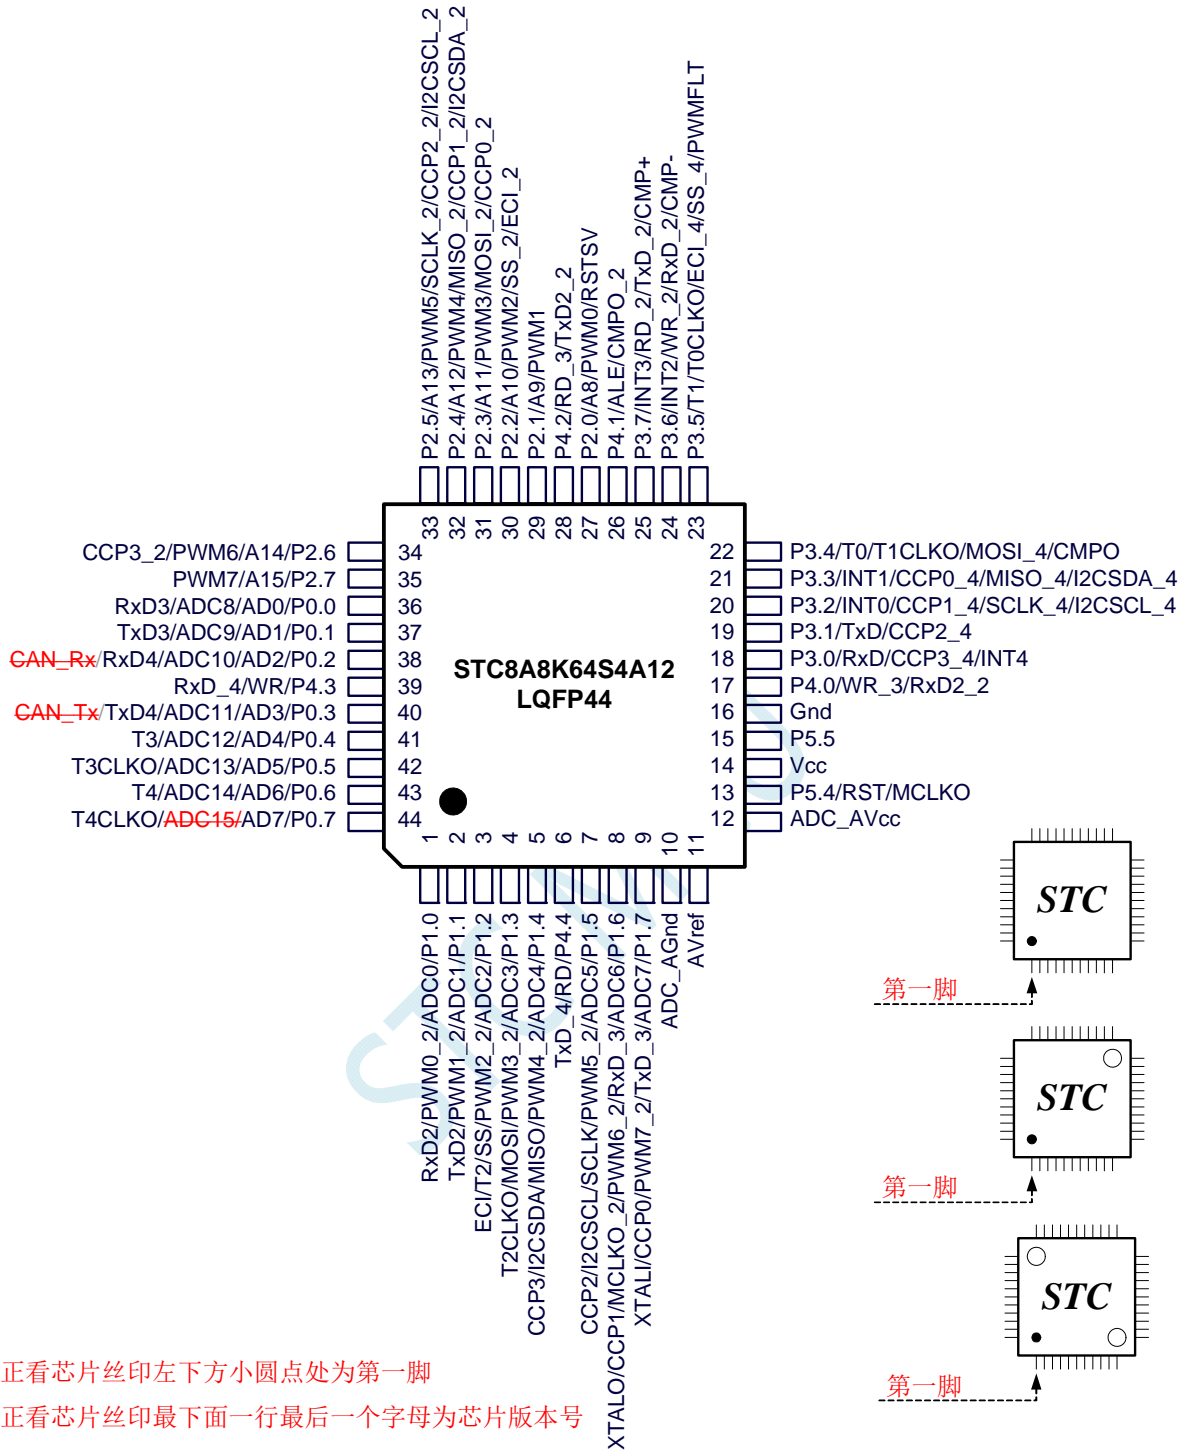 P2.5/A13/PWM5/SCLK_2/CCP2_2/I2CSCL_2
P2.4/A12/PWM4/MISO_2/CCP1_2/I2CSDA_2
P2.3/A11/PWM3/MOSI_2/CCP0_2
P2.2/A10/PWM2/SS_2/ECI_2
P2.1/A9/PWM1
P4.2/RD_3/TxD2_2
P2.0/A8/PWM0/RSTSV
P4.1/ALE/CMPO_2
P3.7/INT3/RD_2/TxD_2/CMP+
P3.6/INT2/WR_2/RxD_2/CMP-
P3.5/T1/T0CLKO/ECI_4/SS_4/PWMFLT
33 32 31 30 29 28 27 26 25 24 23
CCP3_2/PWM6/A14/P2.6 34
PWM7/A15/P2.7 35
RxD3/ADC8/AD0/P0.0 36
TxD3/ADC9/AD1/P0.1 37
CAN_Rx/RxD4/ADC10/AD2/P0.2 38
RxD_4/WR/P4.3 39
CAN_Tx/TxD4/ADC11/AD3/P0.3 40
T3/ADC12/AD4/P0.4 41
T3CLKO/ADC13/AD5/P0.5 42
T4/ADC14/AD6/P0.6 43
T4CLKO/ADC15/AD7/P0.7 44
STC8A8K64S4A12
LQFP44
22 P3.4/T0/T1CLKO/MOSI_4/CMPO
21 P3.3/INT1/CCP0_4/MISO_4/I2CSDA_4
20 P3.2/INT0/CCP1_4/SCLK_4/I2CSCL_4
19 P3.1/TxD/CCP2_4
18 P3.0/RxD/CCP3_4/INT4
17 P4.0/WR_3/RxD2_2
16 Gnd
15 P5.5
14 Vcc
13 P5.4/RST/MCLKO
12 ADC_AVcc
1 2 3 4 5 6 7 8 9 10 11
RxD2/PWM0_2/ADC0/P1.0
TxD2/PWM1_2/ADC1/P1.1
ECI/T2/SS/PWM2_2/ADC2/P1.2
T2CLKO/MOSI/PWM3_2/ADC3/P1.3
CCP3/I2CSDA/MISO/PWM4_2/ADC4/P1.4
TxD_4/RD/P4.4
CCP2/I2CSCL/SCLK/PWM5_2/ADC5/P1.5
XTALO/CCP1/MCLKO_2/PWM6_2/RxD_3/ADC6/P1.6
XTALI/CCP0/PWM7_2/TxD_3/ADC7/P1.7
ADC_AGnd
AVref
STC
第一脚
STC
第一脚
STC
第一脚
正看芯片丝印左下方小圆点处为第一脚
正看芯片丝印最下面一行最后一个字母为芯片版本号